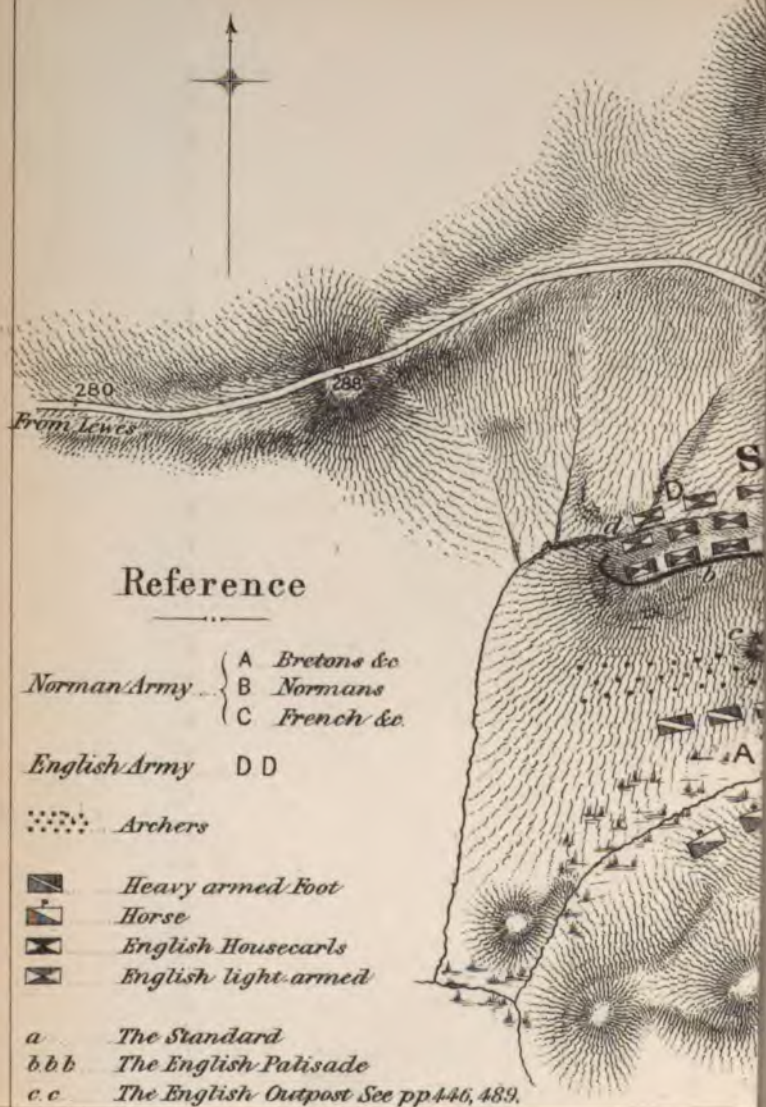 280
288
From Lewes
S
D
a
b
c
A
Reference
Norman Army
A Bretons &c
B Normans
C French &c.
English Army D D
Archers
Heavy armed Foot
Horse
English Housecarls
English light-armed
a The Standard
b b b The English Palisade
c c The English Outpost See pp 446, 489.